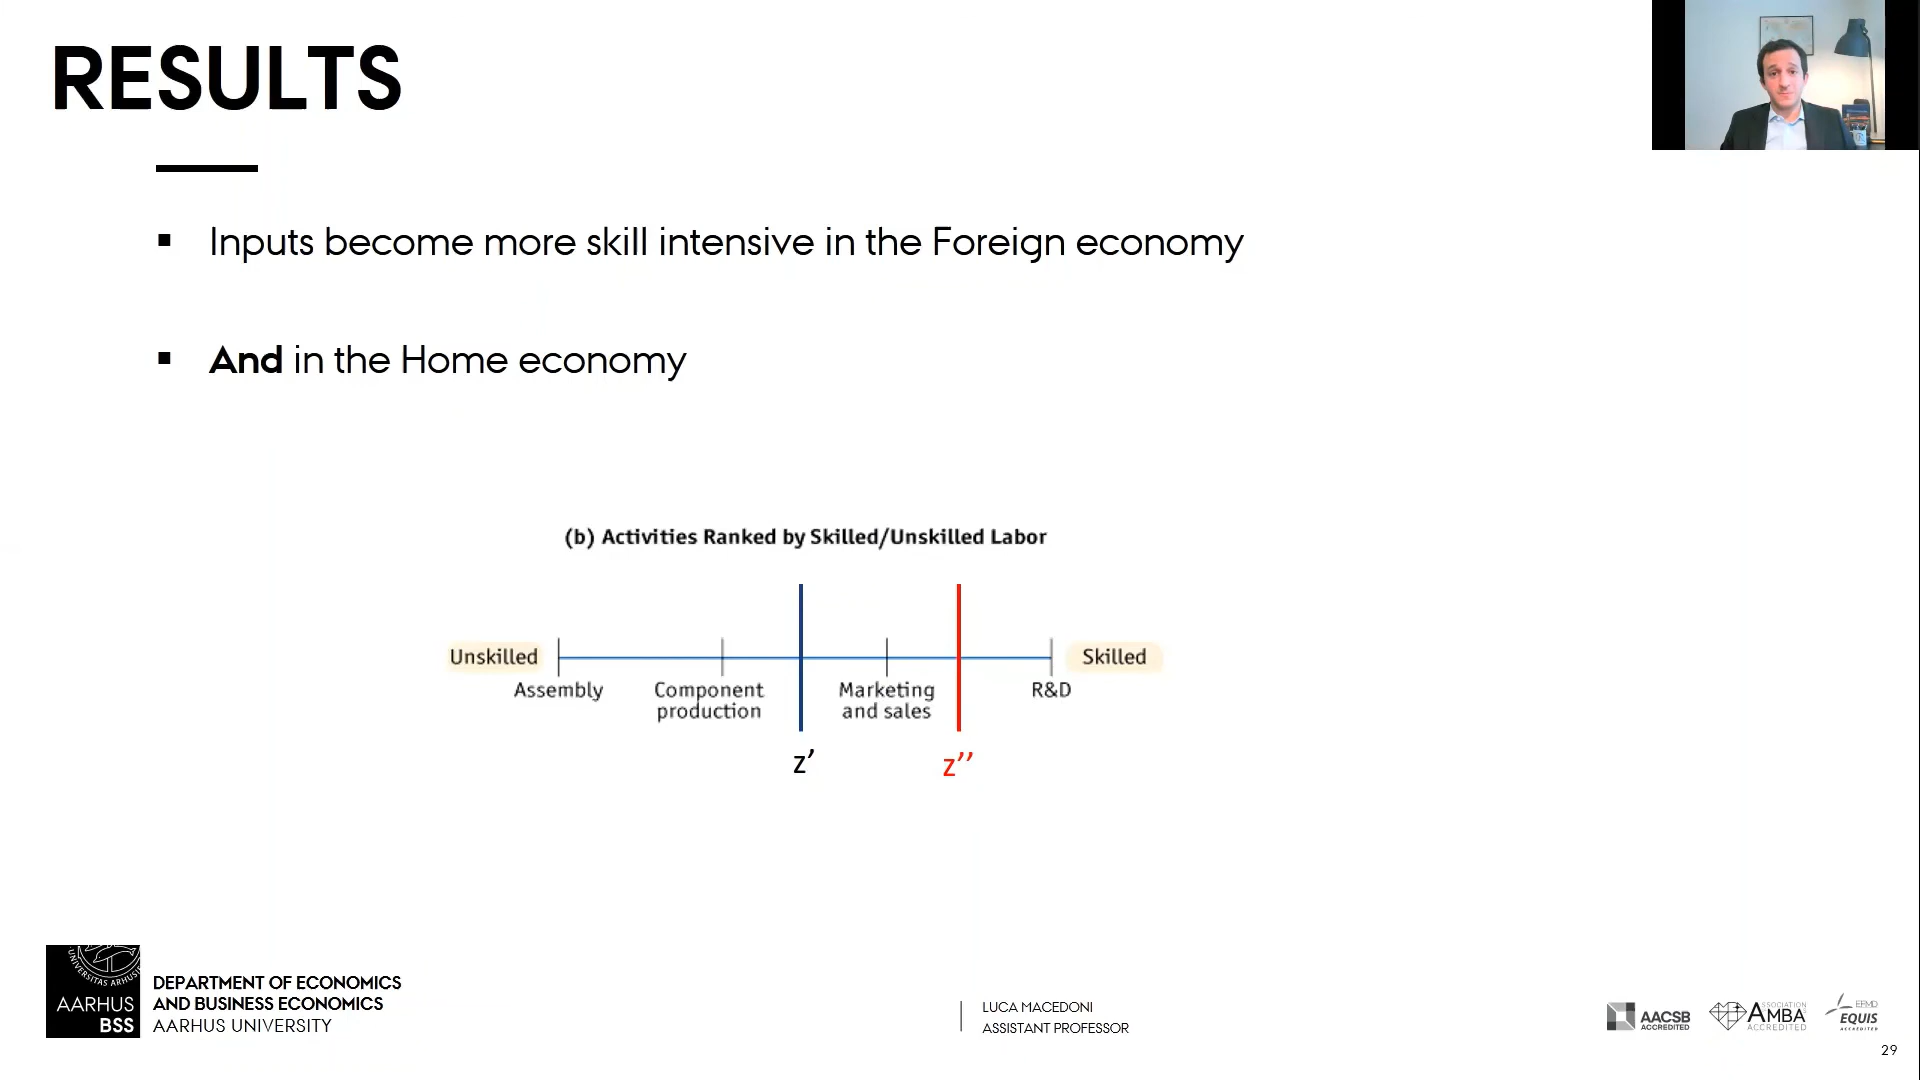 RESULTS
▪ Inputs become more skill intensive in the Foreign economy
▪ And in the Home economy
(b) Activities Ranked by Skilled/Unskilled Labor
Unskilled
Skilled
Assembly
Component
production
Marketing
and sales
R&D
z’
z’’
UNIVERSITAS ARHUSI
AARHUS
BSS
DEPARTMENT OF ECONOMICS
AND BUSINESS ECONOMICS
AARHUS UNIVERSITY
LUCA MACEDONI
ASSISTANT PROFESSOR
AACSB
ACCREDITED
ASSOCIATION
AMBA
ACCREDITED
EFMD
EQUIS
ACCREDITED
29